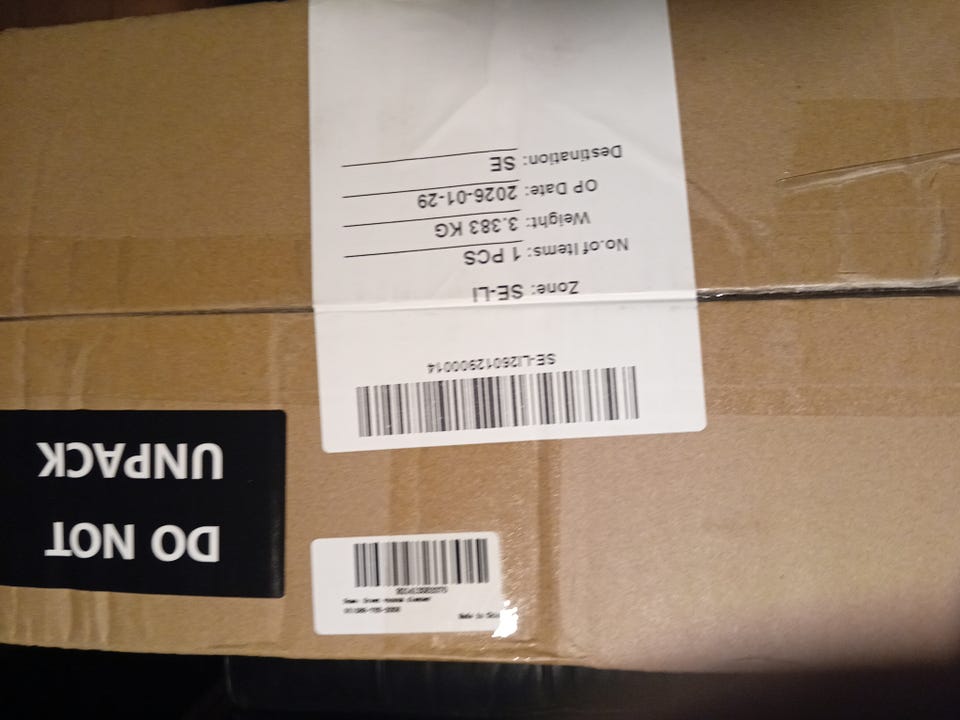 DO NOT
UNPACK
SE-LI26012900014
Zone: SE-LI
No.of Items: 1 PCS
Weight: 3.383 KG
OP Date: 2026-01-29
Destination: SE